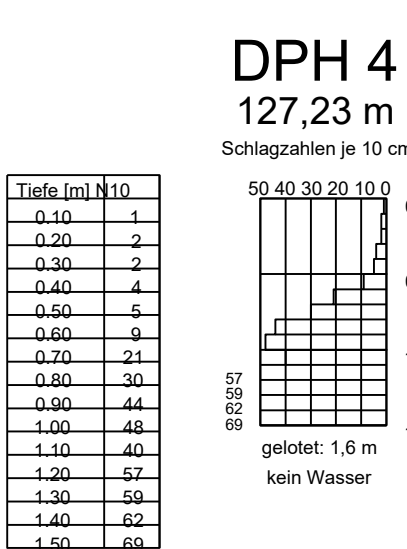 DPH 4
127,23 m
Schlagzahlen je 10 cm
Tiefe [m] N10
0.10 1
0.20 2
0.30 2
0.40 4
0.50 5
0.60 9
0.70 21
0.80 30
0.90 44
1.00 48
1.10 40
1.20 57
1.30 59
1.40 62
1.50 69
50 40 30 20 10 0
57
59
62
69
gelotet: 1,6 m
kein Wasser